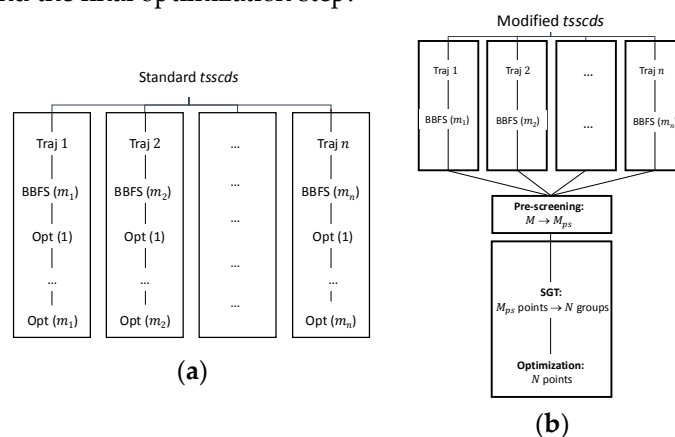 nd the final optimization step.
Standard tsscds
Traj 1
Traj 2
...
Traj n
BBFS (m₁)
BBFS (m₂)
...
BBFS (mₙ)
Opt (1)
Opt (1)
...
Opt (1)
...
...
...
...
Opt (m₁)
Opt (m₂)
...
Opt (mₙ)
(a)
Modified tsscds
Traj 1
Traj 2
...
Traj n
BBFS (m₁)
BBFS (m₂)
...
BBFS (mₙ)
Pre-screening:
M → Mₚₛ
SGT:
Mₚₛ points → N groups
Optimization:
N points
(b)